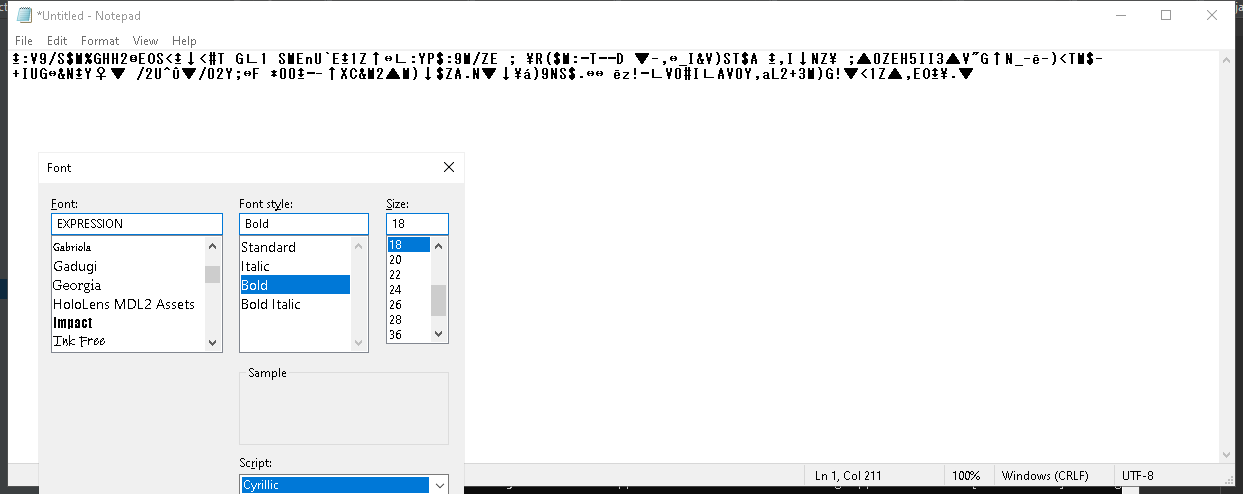 *Untitled - Notepad
File Edit Format View Help
±:V9/S$M%GHH2⇔EOS<±↓<#T G∟1 SMEnU`E±1Z↑⇔∟:YP$:9M/ZE ; ¥R($M:−T−−D ▼-,⇔_I&V)ST$A ±,I↓NZ¥ ;▲OZEH5II3▲V˝G↑N_-ē-)<TM$-
+IUG⇔&N±Y♀▼ /2U^û▼/O2Y;⇔F *OO±−-↑XC&M2▲M)↓$ZA.N▼↓¥á)9NS$.⇔⇔ ēz!−∟VO#I∟AVOY,aL2+3M)G!▼<1Z▲,EO±¥.▼
Font
Font: Font style: Size:
EXPRESSION Bold 18
Gabriola Standard 18
Gadugi Italic 20
Georgia Bold 22
HoloLens MDL2 Assets Bold Italic 24
Impact 26
Ink Free 28
36
Sample
Script:
Cyrillic
Ln 1, Col 211 100% Windows (CRLF) UTF-8